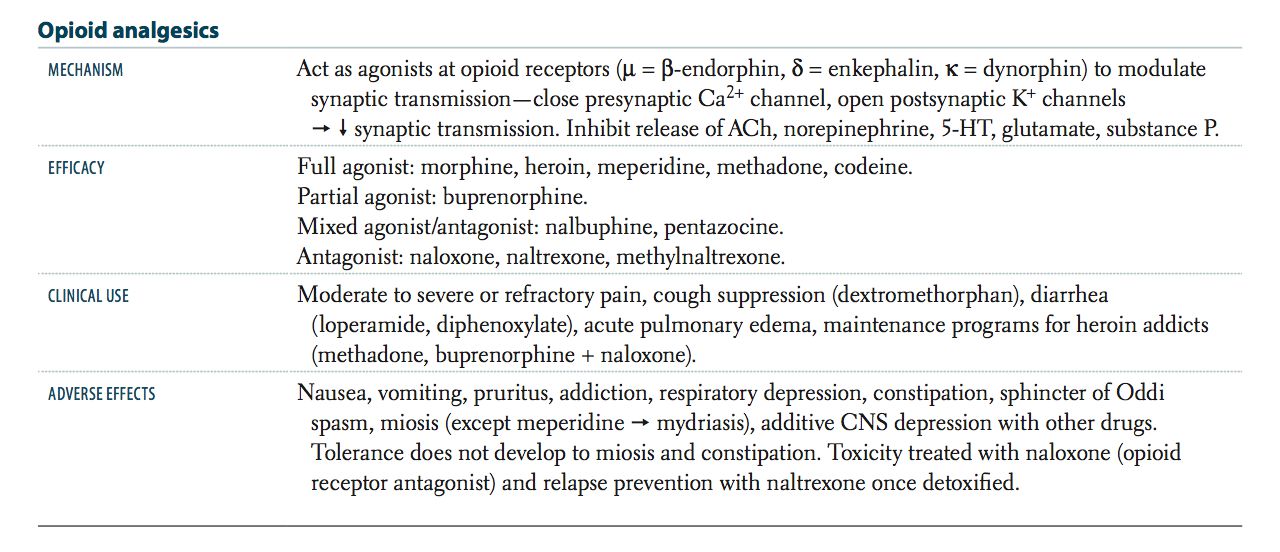 Opioid analgesics
MECHANISM Act as agonists at opioid receptors (μ = β-endorphin, δ = enkephalin, κ = dynorphin) to modulate
synaptic transmission—close presynaptic Ca²⁺ channel, open postsynaptic K⁺ channels
→ ↓ synaptic transmission. Inhibit release of ACh, norepinephrine, 5-HT, glutamate, substance P.
EFFICACY Full agonist: morphine, heroin, meperidine, methadone, codeine.
Partial agonist: buprenorphine.
Mixed agonist/antagonist: nalbuphine, pentazocine.
Antagonist: naloxone, naltrexone, methylnaltrexone.
CLINICAL USE Moderate to severe or refractory pain, cough suppression (dextromethorphan), diarrhea
(loperamide, diphenoxylate), acute pulmonary edema, maintenance programs for heroin addicts
(methadone, buprenorphine + naloxone).
ADVERSE EFFECTS Nausea, vomiting, pruritus, addiction, respiratory depression, constipation, sphincter of Oddi
spasm, miosis (except meperidine → mydriasis), additive CNS depression with other drugs.
Tolerance does not develop to miosis and constipation. Toxicity treated with naloxone (opioid
receptor antagonist) and relapse prevention with naltrexone once detoxified.